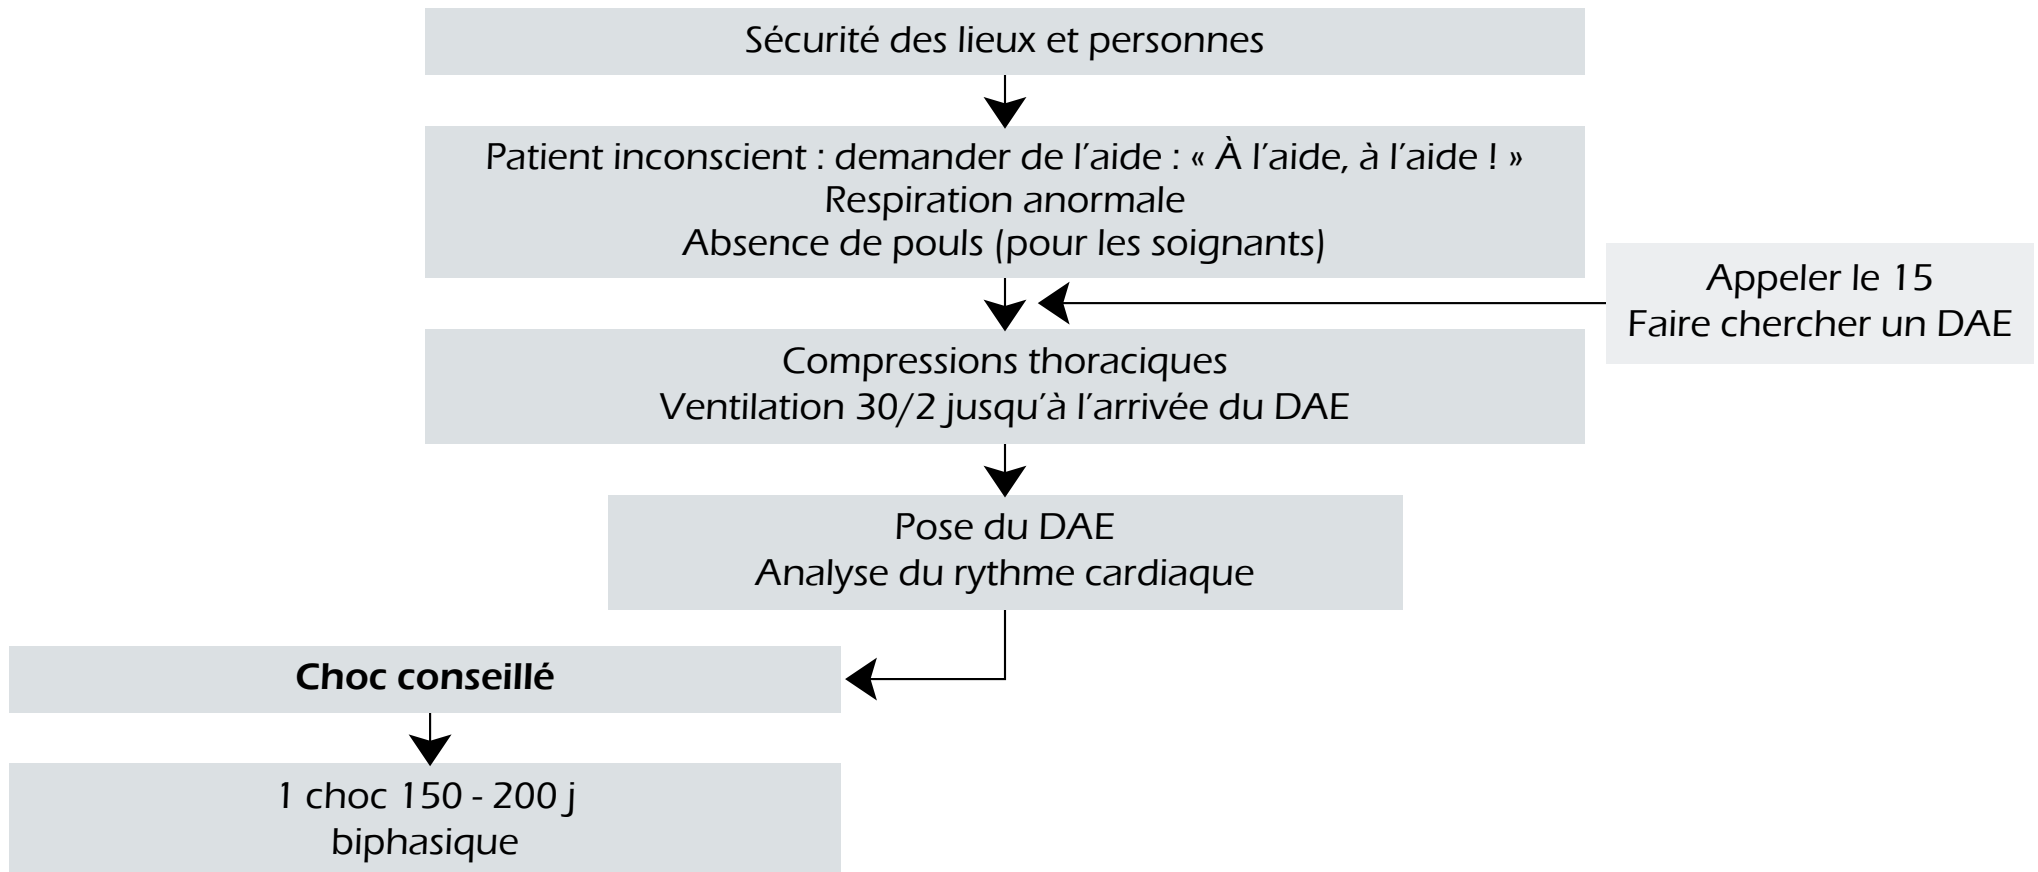 Sécurité des lieux et personnes
Patient inconscient : demander de l’aide : « À l’aide, à l’aide ! »
Respiration anormale
Absence de pouls (pour les soignants)
Appeler le 15
Faire chercher un DAE
Compressions thoraciques
Ventilation 30/2 jusqu’à l’arrivée du DAE
Pose du DAE
Analyse du rythme cardiaque
Choc conseillé
1 choc 150 - 200 j
biphasique